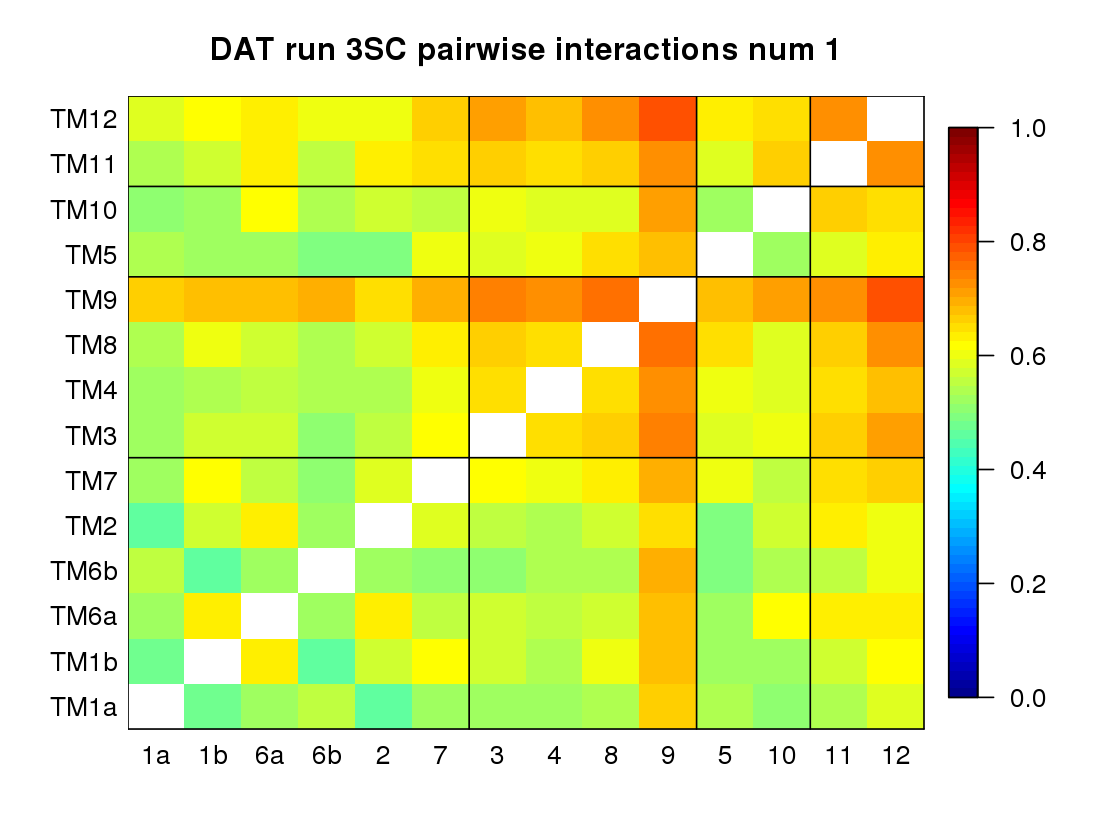 DAT run 3SC pairwise interactions num 1
TM12
TM11
TM10
TM5
TM9
TM8
TM4
TM3
TM7
TM2
TM6b
TM6a
TM1b
TM1a
1a 1b 6a 6b 2 7 3 4 8 9 5 10 11 12
1.0
0.8
0.6
0.4
0.2
0.0